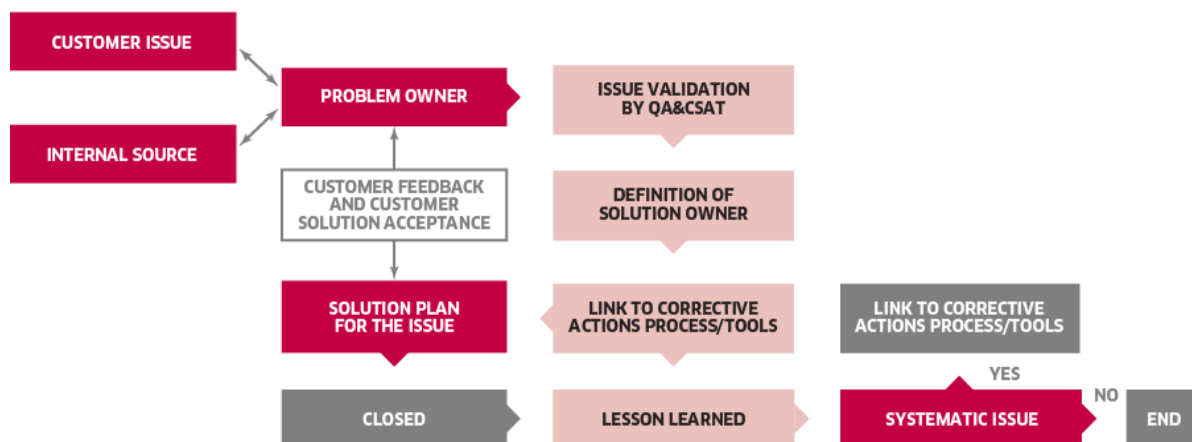 CUSTOMER ISSUE
INTERNAL SOURCE
PROBLEM OWNER
ISSUE VALIDATION
BY QA&CSAT
CUSTOMER FEEDBACK
AND CUSTOMER
SOLUTION ACCEPTANCE
DEFINITION OF
SOLUTION OWNER
SOLUTION PLAN
FOR THE ISSUE
LINK TO CORRECTIVE
ACTIONS PROCESS/TOOLS
LINK TO CORRECTIVE
ACTIONS PROCESS/TOOLS
YES
NO
CLOSED
LESSON LEARNED
SYSTEMATIC ISSUE
END